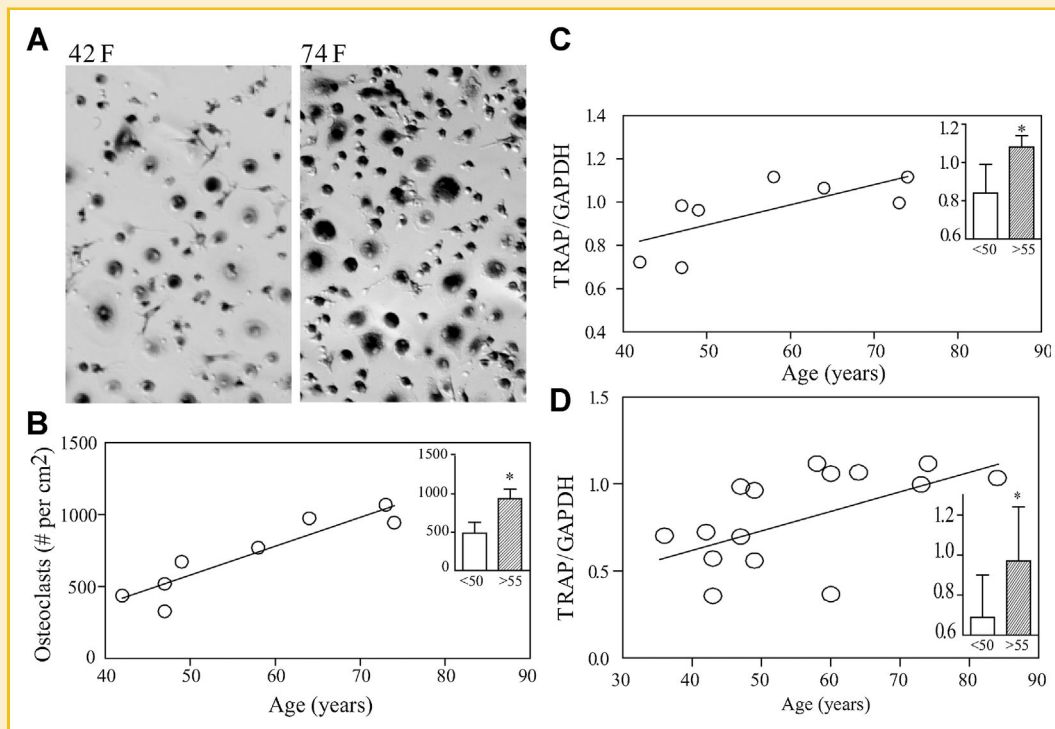 A
42 F 74 F
B
1500
1000
500
0
40 50 60 70 80 90
Osteoclasts (# per cm2)
Age (years)
1500
1000
500
0
*
<50 >55
C
1.4
1.2
1.0
0.8
0.6
0.4
40 50 60 70 80 90
TRAP/GAPDH
Age (years)
1.2
1.0
0.8
0.6
*
<50 >55
D
1.5
1.0
0.5
0.0
30 40 50 60 70 80 90
TRAP/GAPDH
Age (years)
1.2
1.0
0.8
0.6
*
<50 >55